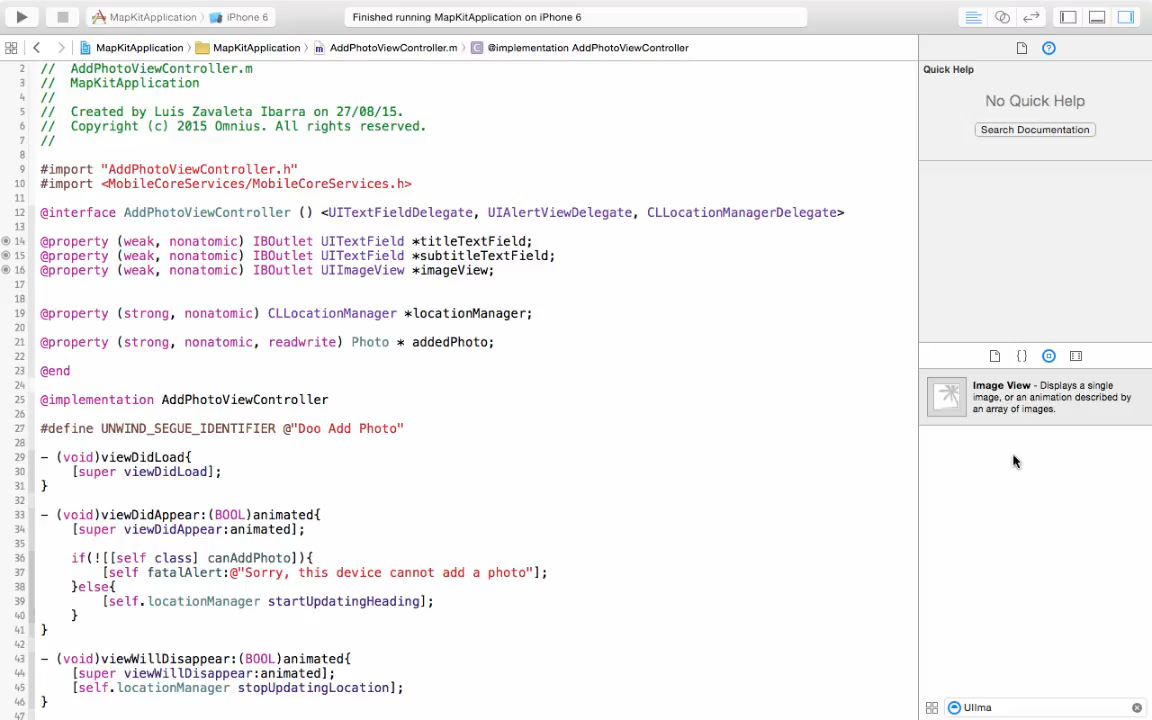 MapKitApplication › iPhone 6
Finished running MapKitApplication on iPhone 6
MapKitApplication › MapKitApplication › AddPhotoViewController.m › C @implementation AddPhotoViewController
2 // AddPhotoViewController.m
3 // MapKitApplication
4 //
5 // Created by Luis Zavaleta Ibarra on 27/08/15.
6 // Copyright (c) 2015 Omnius. All rights reserved.
7 //
8
9 #import "AddPhotoViewController.h"
10 #import <MobileCoreServices/MobileCoreServices.h>
11
12 @interface AddPhotoViewController () <UITextFieldDelegate, UIAlertViewDelegate, CLLocationManagerDelegate>
13
14 @property (weak, nonatomic) IBOutlet UITextField *titleTextField;
15 @property (weak, nonatomic) IBOutlet UITextField *subtitleTextField;
16 @property (weak, nonatomic) IBOutlet UIImageView *imageView;
17
18
19 @property (strong, nonatomic) CLLocationManager *locationManager;
20
21 @property (strong, nonatomic, readwrite) Photo * addedPhoto;
22
23 @end
24
25 @implementation AddPhotoViewController
26
27 #define UNWIND_SEGUE_IDENTIFIER @"Doo Add Photo"
28
29 - (void)viewDidLoad{
30 [super viewDidLoad];
31 }
32
33 - (void)viewDidAppear:(BOOL)animated{
34 [super viewDidAppear:animated];
35
36 if(![[self class] canAddPhoto]){
37 [self fatalAlert:@"Sorry, this device cannot add a photo"];
38 }else{
39 [self.locationManager startUpdatingHeading];
40 }
41 }
42
43 - (void)viewWillDisappear:(BOOL)animated{
44 [super viewWillDisappear:animated];
45 [self.locationManager stopUpdatingLocation];
46 }
47
Quick Help
No Quick Help
Search Documentation
{ }
Image View - Displays a single
image, or an animation described by
an array of images.
UIIma